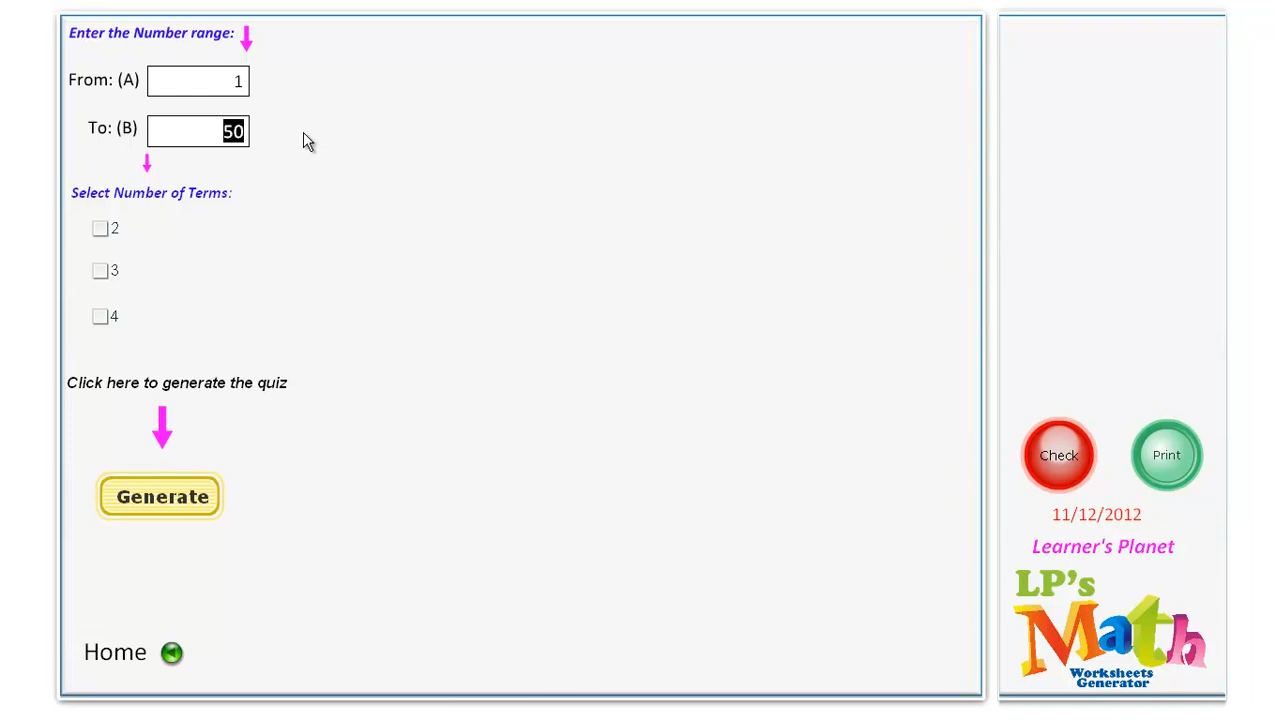 Enter the Number range:
From: (A) 1
To: (B) 50
Select Number of Terms:
2
3
4
Click here to generate the quiz
Generate
Home
Check
Print
11/12/2012
Learner's Planet
LP's
Math
Worksheets
Generator